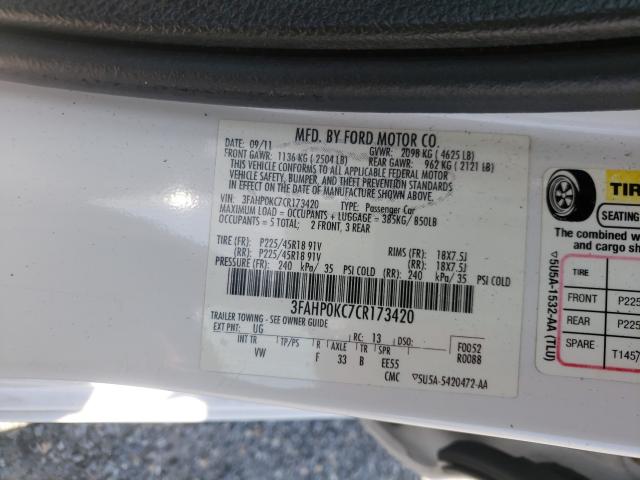 MFD. BY FORD MOTOR CO.
DATE: 09/11 GVWR: 2098 KG ( 4625 LB)
FRONT GAWR: 1136 KG ( 2504 LB) REAR GAWR: 962 KG ( 2121 LB)
THIS VEHICLE CONFORMS TO ALL APPLICABLE FEDERAL MOTOR
VEHICLE SAFETY, BUMPER, AND THEFT PREVENTION STANDARDS
IN EFFECT ON THE DATE OF MANUFACTURE SHOWN ABOVE.
VIN: 3FAHP0KC7CR173420 TYPE: Passenger Car
MAXIMUM LOAD = OCCUPANTS + LUGGAGE = 385KG/ 850LB
OCCUPANTS = 5 TOTAL; 2 FRONT, 3 REAR
TIRE (FR): P225/45R18 91V RIMS (FR): 18X7.5J
(RR): P225/45R18 91V (RR): 18X7.5J
PRESSURE (FR): 240 kPa/ 35 PSI COLD (RR): 240 kPa/ 35 PSI COLD
3FAHP0KC7CR173420
TRAILER TOWING - SEE OWNER GUIDE
EXT PNT: UG RC: 13 DSO: F0052
INT TR TP/PS R AXLE TR SPR R0088
VW F 33 B EE55
CMC 5U5A-5420472-AA
TIR
SEATING
The combined w
and cargo sh
5U5A-1532-AA (TLU)
TIRE
FRONT P225
REAR P225
SPARE T145